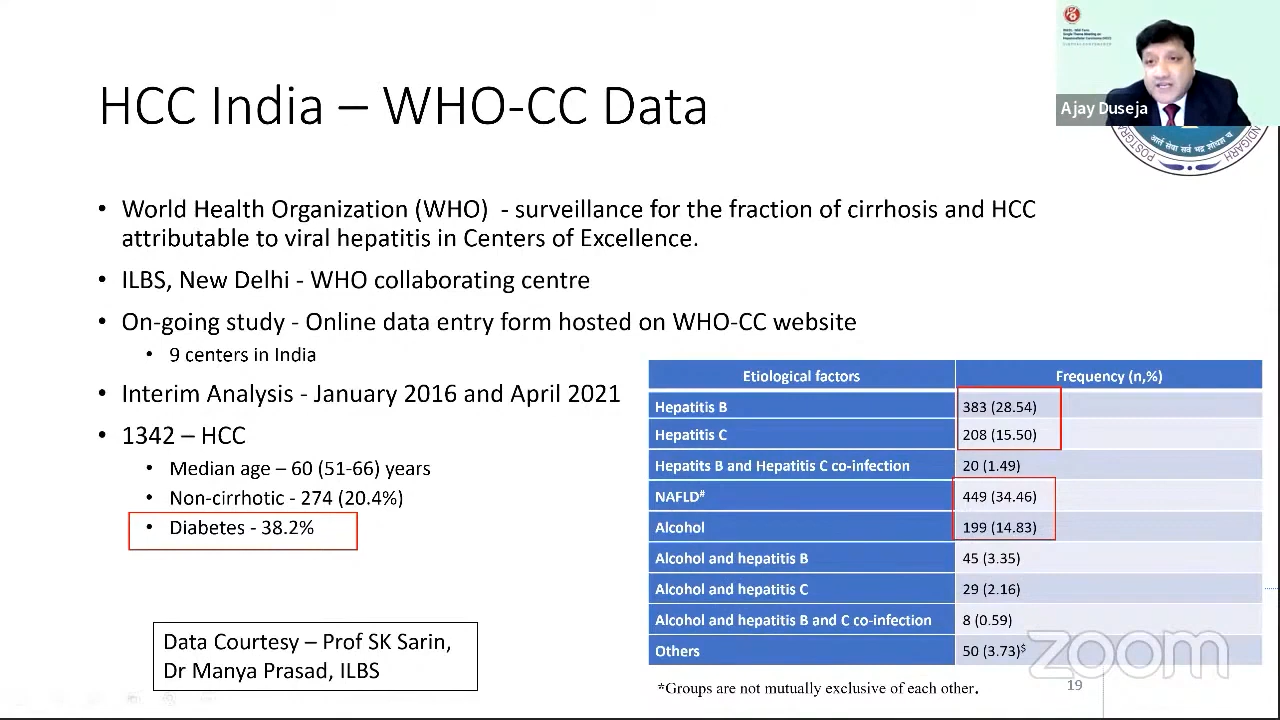 HCC India – WHO-CC Data
Ajay Duseja
आर्त सेवा सर्व भद्र
POSTGR
NDIGARH
• World Health Organization (WHO) - surveillance for the fraction of cirrhosis and HCC
attributable to viral hepatitis in Centers of Excellence.
• ILBS, New Delhi - WHO collaborating centre
• On-going study - Online data entry form hosted on WHO-CC website
• 9 centers in India
• Interim Analysis - January 2016 and April 2021
• 1342 – HCC
• Median age – 60 (51-66) years
• Non-cirrhotic - 274 (20.4%)
• Diabetes - 38.2%
Data Courtesy – Prof SK Sarin,
Dr Manya Prasad, ILBS
Etiological factors Frequency (n,%)
Hepatitis B 383 (28.54)
Hepatitis C 208 (15.50)
Hepatits B and Hepatitis C co-infection 20 (1.49)
NAFLD# 449 (34.46)
Alcohol 199 (14.83)
Alcohol and hepatitis B 45 (3.35)
Alcohol and hepatitis C 29 (2.16)
Alcohol and hepatitis B and C co-infection 8 (0.59)
Others 50 (3.73)$
*Groups are not mutually exclusive of each other.
19
zoom